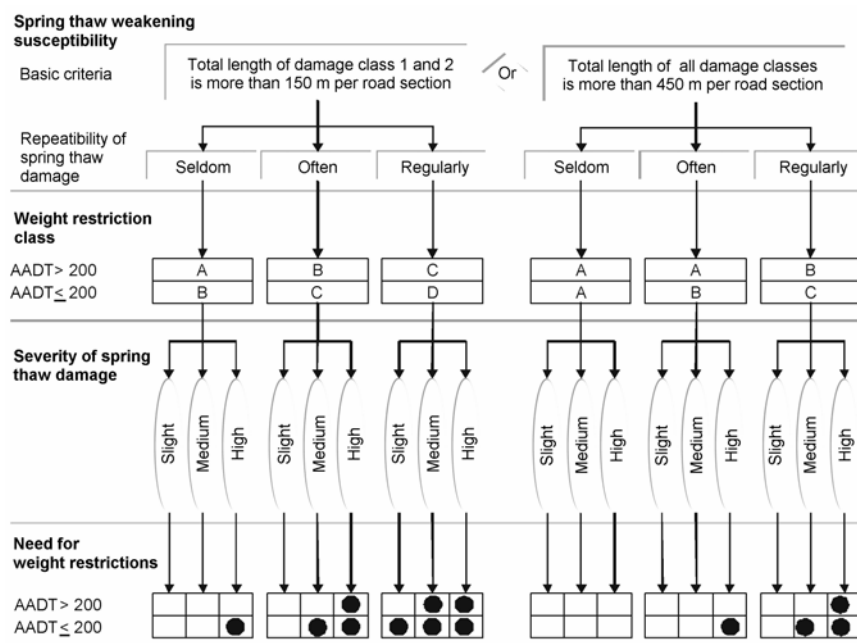 Spring thaw weakening
susceptibility
Basic criteria
Total length of damage class 1 and 2
is more than 150 m per road section
Or
Total length of all damage classes
is more than 450 m per road section
Repeatibility of
spring thaw
damage
Seldom Often Regularly Seldom Often Regularly
Weight restriction
class
AADT> 200 A B C A A B
AADT≤ 200 B C D A B C
Severity of spring
thaw damage
Slight Medium High Slight Medium High Slight Medium High Slight Medium High Slight Medium High Slight Medium High
Need for
weight restrictions
AADT> 200
AADT≤ 200